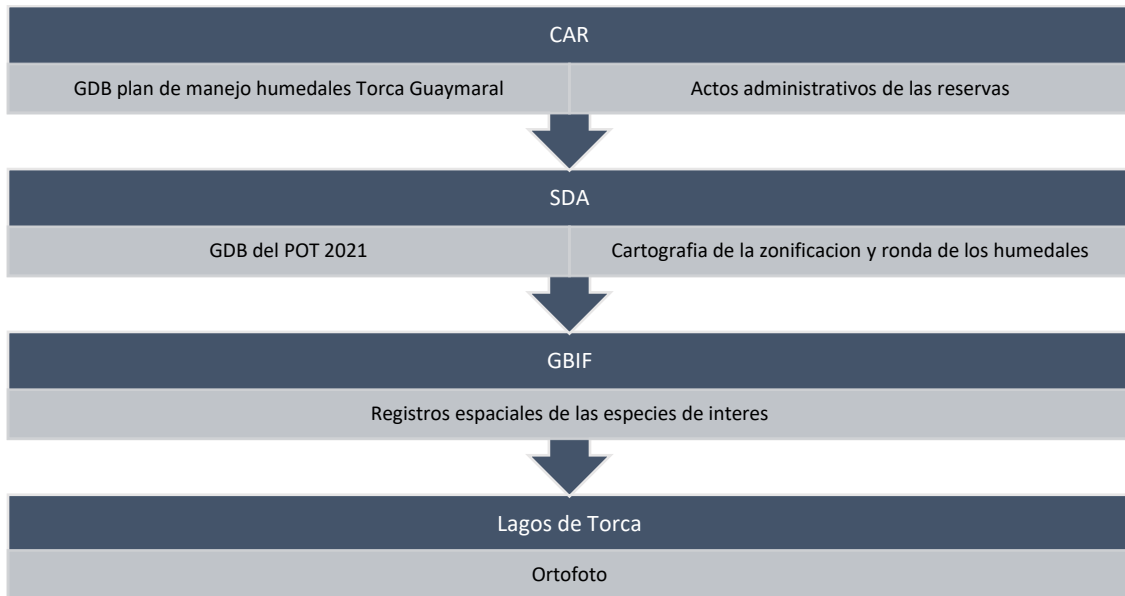 CAR
GDB plan de manejo humedales Torca Guaymaral
Actos administrativos de las reservas
SDA
GDB del POT 2021
Cartografia de la zonificacion y ronda de los humedales
GBIF
Registros espaciales de las especies de interes
Lagos de Torca
Ortofoto